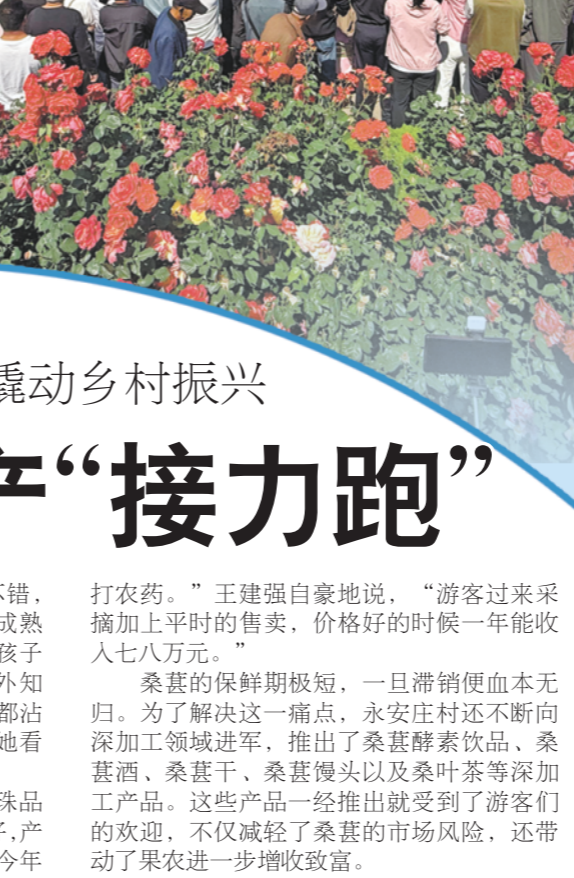 撬动乡村振兴
产“接力跑”
不错，
成熟
孩子
外知
都沾
她看
珠品
子，产
今年
打农药。”王建强自豪地说，“游客过来采
摘加上平时的售卖，价格好的时候一年能收
入七八万元。”
桑葚的保鲜期极短，一旦滞销便血本无
归。为了解决这一痛点，永安庄村还不断向
深加工领域进军，推出了桑葚酵素饮品、桑
葚酒、桑葚干、桑葚馒头以及桑叶茶等深加
工产品。这些产品一经推出就受到了游客们
的欢迎，不仅减轻了桑葚的市场风险，还带
动了果农进一步增收致富。